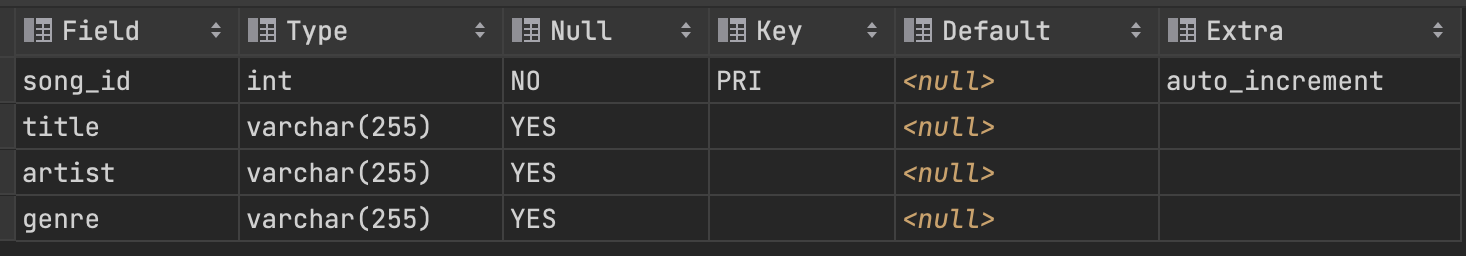 Field Type Null Key Default Extra
song_id int NO PRI <null> auto_increment
title varchar(255) YES <null>
artist varchar(255) YES <null>
genre varchar(255) YES <null>